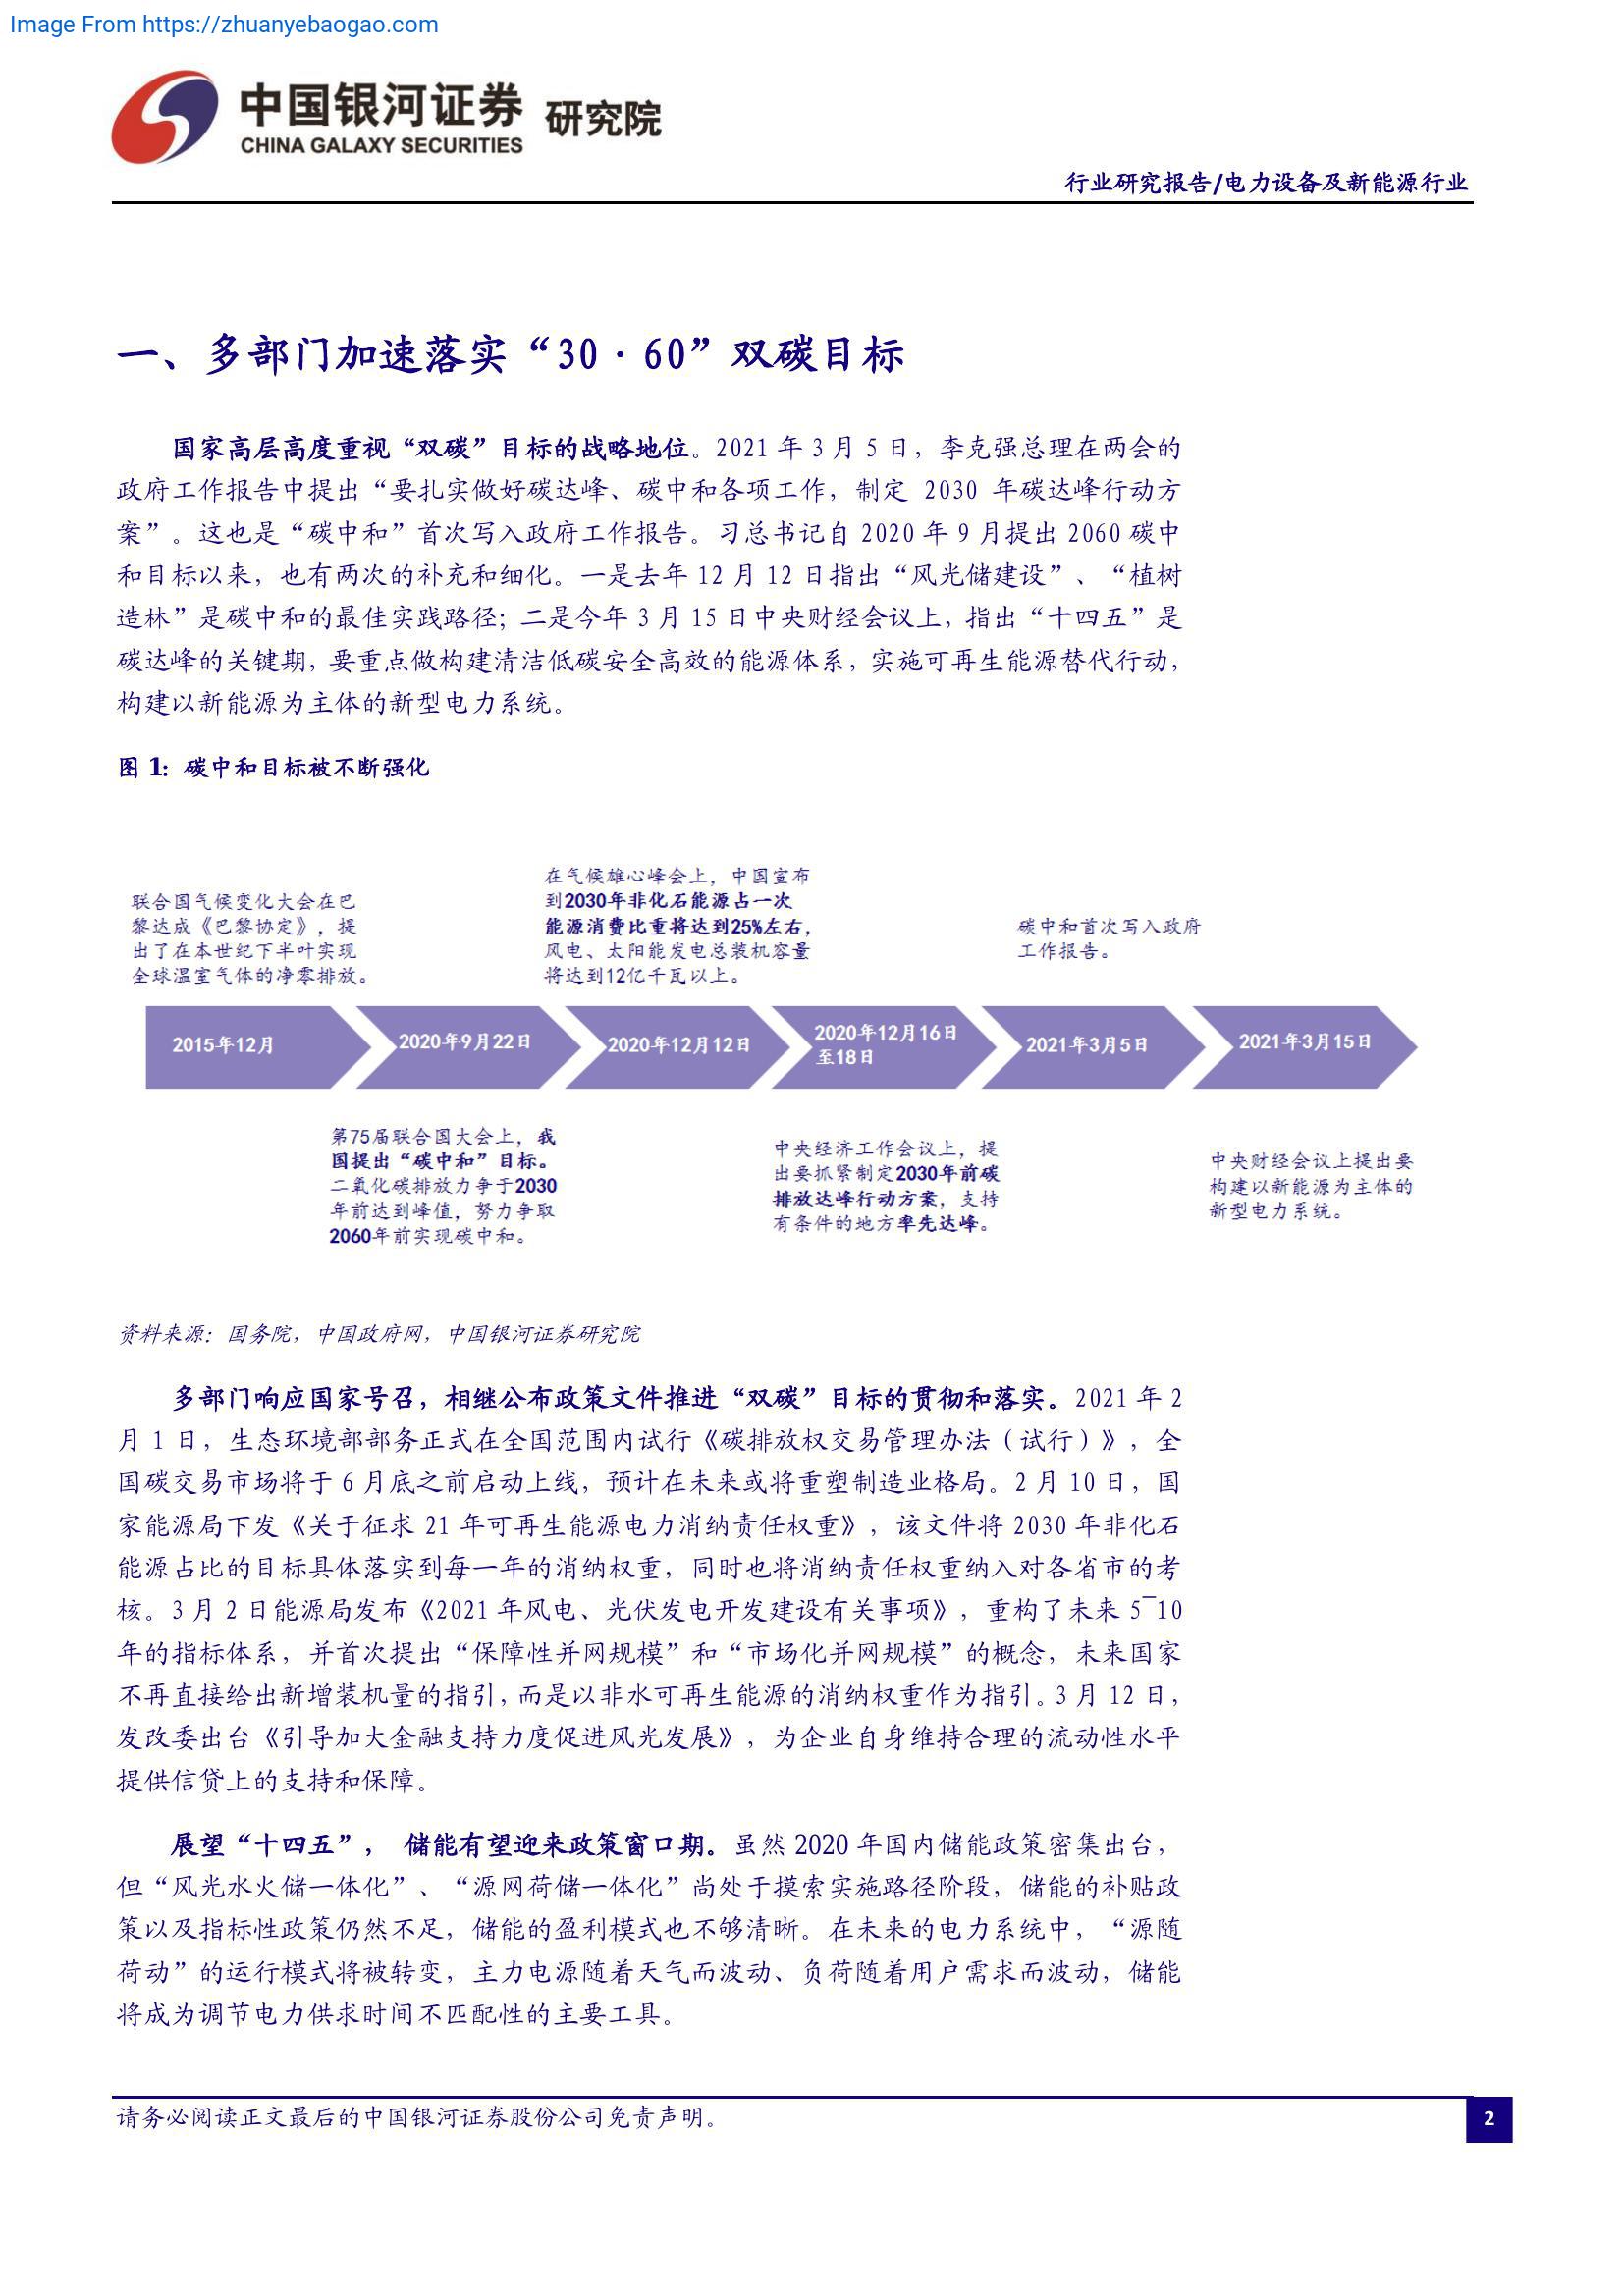 Image From https://zhuanyebaogao.com
中国银河证券 研究院
CHINA GALAXY SECURITIES
行业研究报告/电力设备及新能源行业
一、多部门加速落实“30·60”双碳目标
国家高层高度重视“双碳”目标的战略地位。2021 年 3 月 5 日，李克强总理在两会的
政府工作报告中提出“要扎实做好碳达峰、碳中和各项工作，制定 2030 年碳达峰行动方
案”。这也是“碳中和”首次写入政府工作报告。习总书记自 2020 年 9 月提出 2060 碳中
和目标以来，也有两次的补充和细化。一是去年 12 月 12 日指出“风光储建设”、“植树
造林”是碳中和的最佳实践路径；二是今年 3 月 15 日中央财经会议上，指出“十四五”是
碳达峰的关键期，要重点做构建清洁低碳安全高效的能源体系，实施可再生能源替代行动，
构建以新能源为主体的新型电力系统。
图 1：碳中和目标被不断强化
联合国气候变化大会在巴
黎达成《巴黎协定》，提
出了在本世纪下半叶实现
全球温室气体的净零排放。
在气候雄心峰会上，中国宣布
到2030年非化石能源占一次
能源消费比重将达到25%左右，
风电、太阳能发电总装机容量
将达到12亿千瓦以上。
碳中和首次写入政府
工作报告。
2015年12月
2020年9月22日
2020年12月12日
2020年12月16日
至18日
2021年3月5日
2021年3月15日
第75届联合国大会上，我
国提出“碳中和”目标。
二氧化碳排放力争于2030
年前达到峰值，努力争取
2060年前实现碳中和。
中央经济工作会议上，提
出要抓紧制定2030年前碳
排放达峰行动方案，支持
有条件的地方率先达峰。
中央财经会议上提出要
构建以新能源为主体的
新型电力系统。
资料来源：国务院，中国政府网，中国银河证券研究院
多部门响应国家号召，相继公布政策文件推进“双碳”目标的贯彻和落实。2021 年 2
月 1 日，生态环境部部务正式在全国范围内试行《碳排放权交易管理办法（试行）》，全
国碳交易市场将于 6 月底之前启动上线，预计在未来或将重塑制造业格局。2 月 10 日，国
家能源局下发《关于征求 21 年可再生能源电力消纳责任权重》，该文件将 2030 年非化石
能源占比的目标具体落实到每一年的消纳权重，同时也将消纳责任权重纳入对各省市的考
核。3 月 2 日能源局发布《2021 年风电、光伏发电开发建设有关事项》，重构了未来 5‾10
年的指标体系，并首次提出“保障性并网规模”和“市场化并网规模”的概念，未来国家
不再直接给出新增装机量的指引，而是以非水可再生能源的消纳权重作为指引。3 月 12 日，
发改委出台《引导加大金融支持力度促进风光发展》，为企业自身维持合理的流动性水平
提供信贷上的支持和保障。
展望“十四五”， 储能有望迎来政策窗口期。虽然 2020 年国内储能政策密集出台，
但“风光水火储一体化”、“源网荷储一体化”尚处于摸索实施路径阶段，储能的补贴政
策以及指标性政策仍然不足，储能的盈利模式也不够清晰。在未来的电力系统中，“源随
荷动”的运行模式将被转变，主力电源随着天气而波动、负荷随着用户需求而波动，储能
将成为调节电力供求时间不匹配性的主要工具。
请务必阅读正文最后的中国银河证券股份公司免责声明。
2